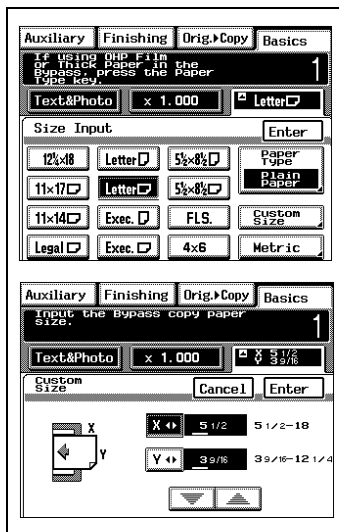 Auxiliary Finishing Orig.▸Copy Basics
If using OHP Film
or Thick Paper in the
Bypass, press the Paper
Type key. 1
Text&Photo x 1.000 Letter
Size Input Enter
12¼×18 Letter 5½×8½ Paper Type
11×17 Letter 5½×8½ Plain Paper
11×14 Exec. FLS. Custom Size
Legal Exec. 4×6 Metric
Auxiliary Finishing Orig.▸Copy Basics
Input the Bypass copy paper
size. 1
Text&Photo x 1.000 X 5 1/2
Y 3 9/16
Custom
Size Cancel Enter
X X 5 1/2 5 1/2-18
Y Y 3 9/16 3 9/16-12 1/4